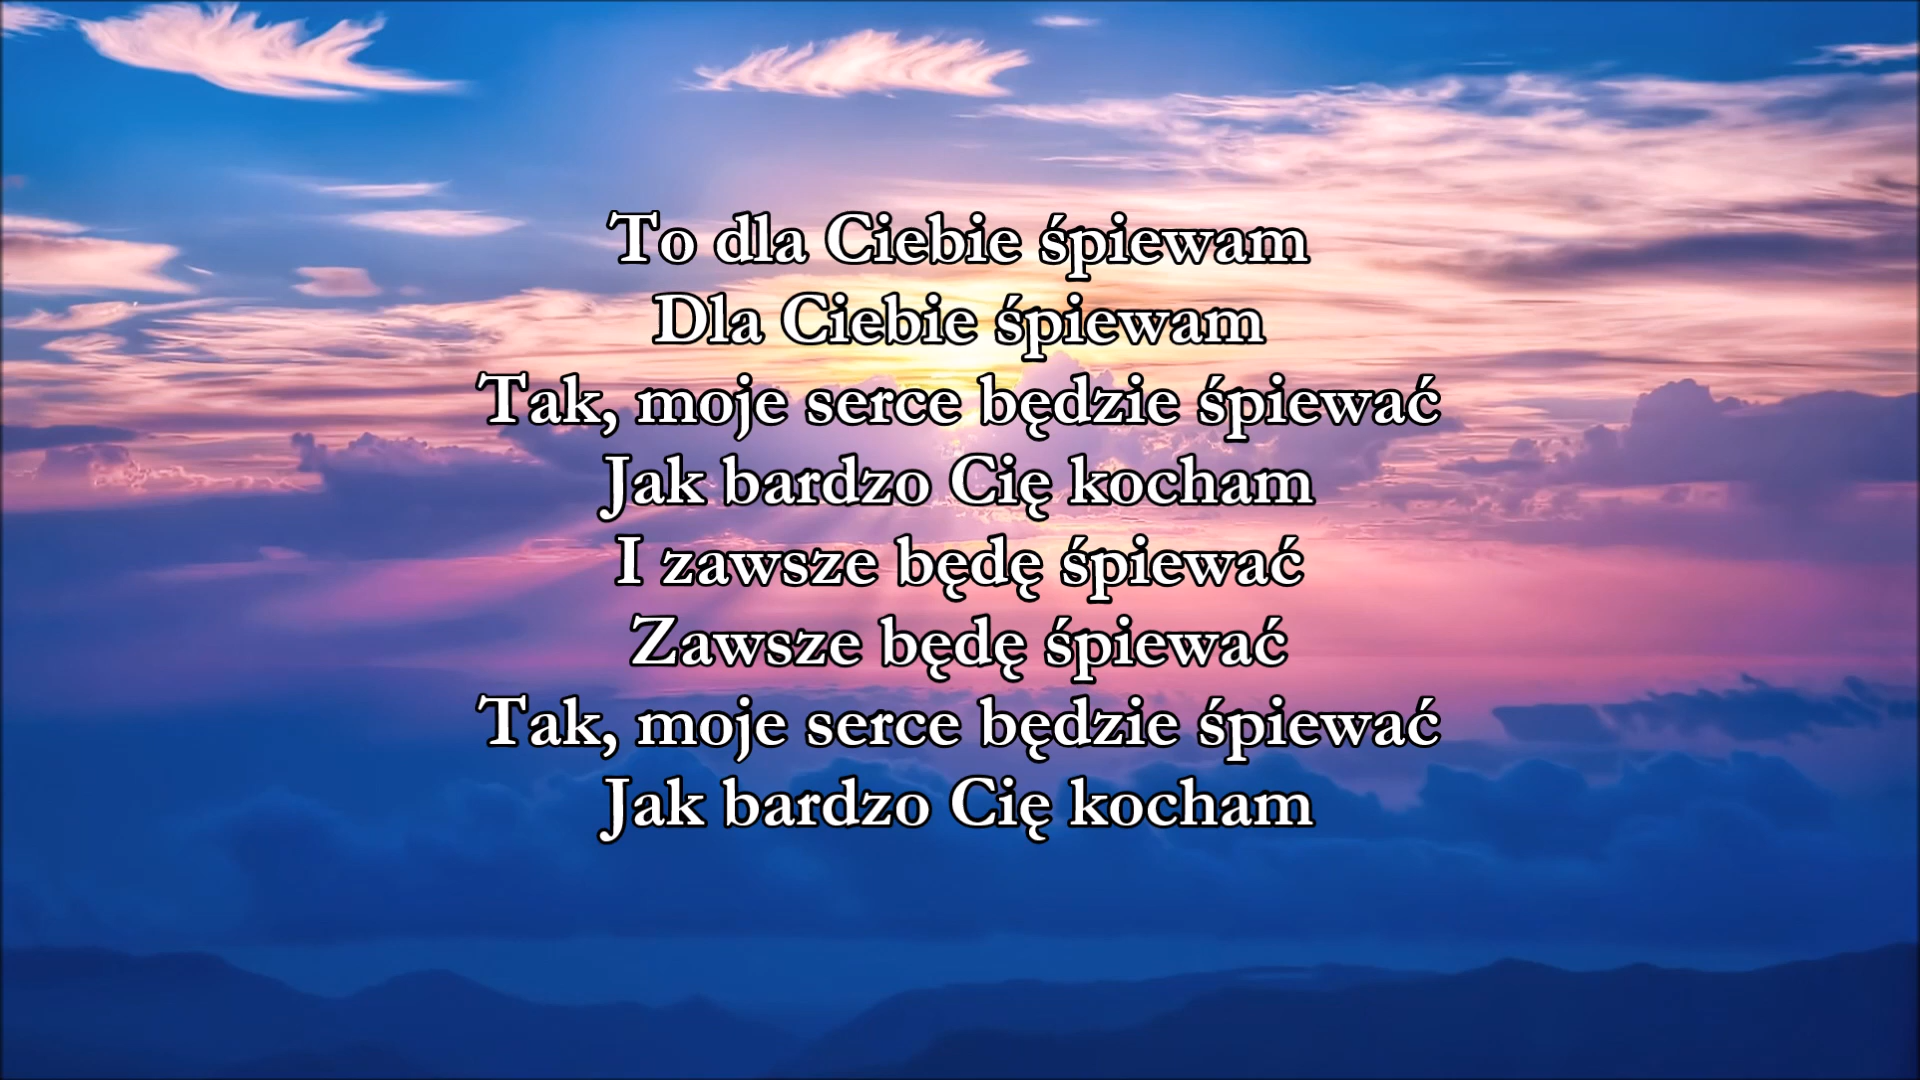 To dla Ciebie śpiewam
Dla Ciebie śpiewam
Tak, moje serce będzie śpiewać
Jak bardzo Cię kocham
I zawsze będę śpiewać
Zawsze będę śpiewać
Tak, moje serce będzie śpiewać
Jak bardzo Cię kocham